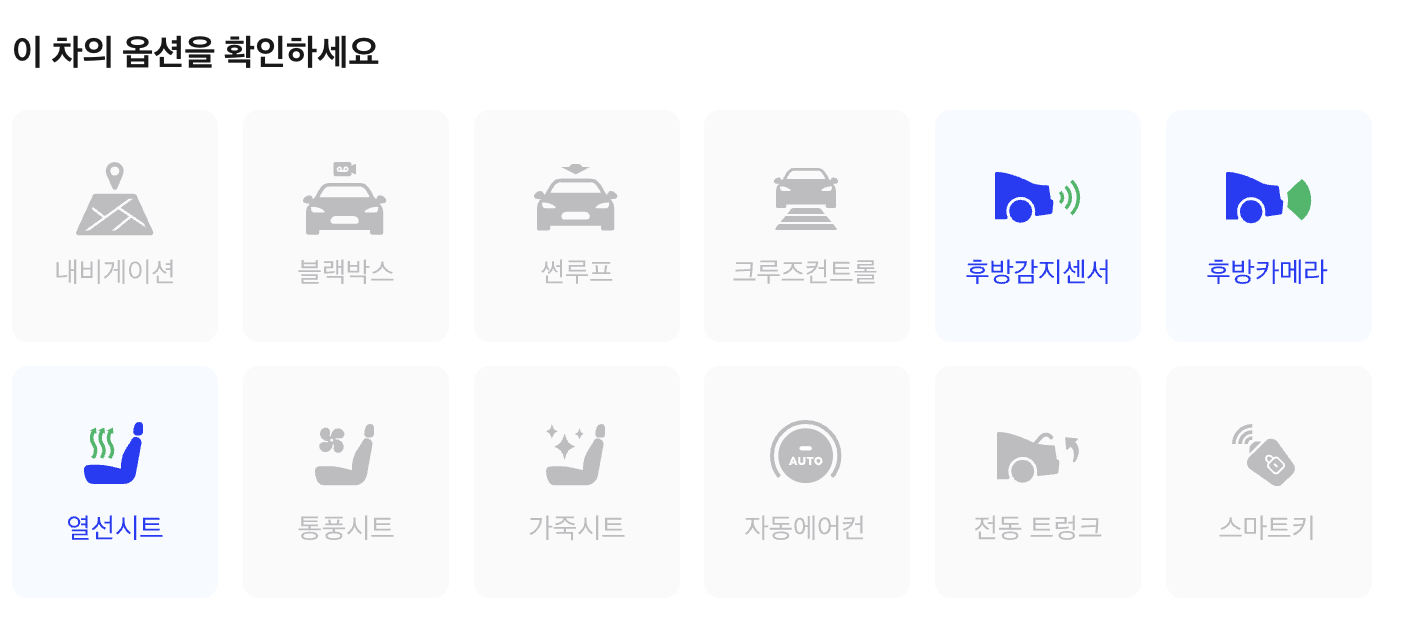 이 차의 옵션을 확인하세요
내비게이션
블랙박스
썬루프
크루즈컨트롤
후방감지센서
후방카메라
열선시트
통풍시트
가죽시트
AUTO
자동에어컨
전동 트렁크
스마트키